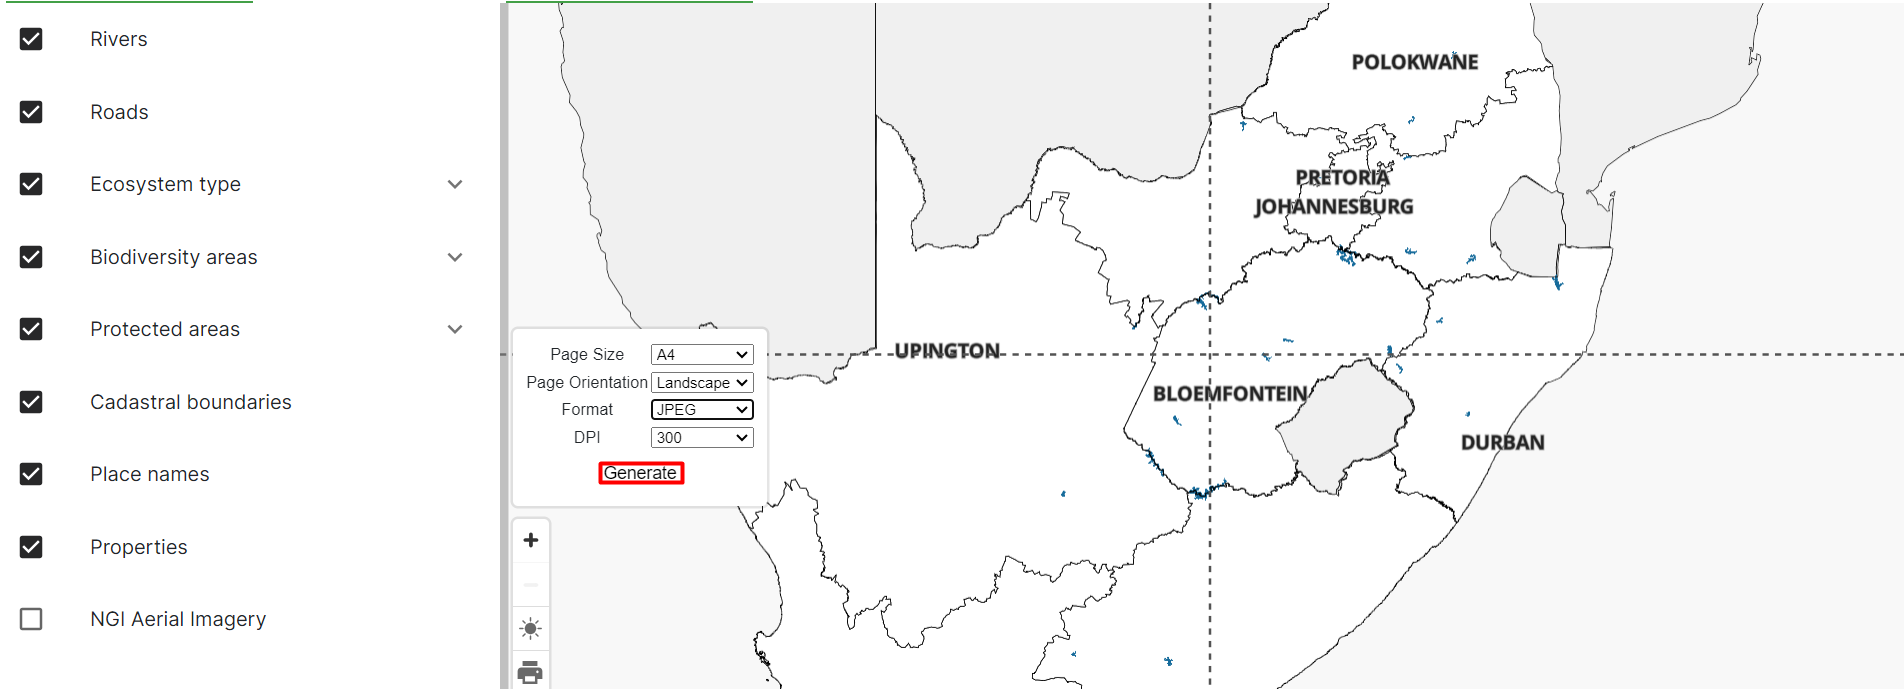 Rivers
Roads
Ecosystem type
Biodiversity areas
Protected areas
Cadastral boundaries
Place names
Properties
NGI Aerial Imagery
Page Size A4
Page Orientation Landscape
Format JPEG
DPI 300
Generate
POLOKWANE
PRETORIA
JOHANNESBURG
UPINGTON
BLOEMFONTEIN
DURBAN